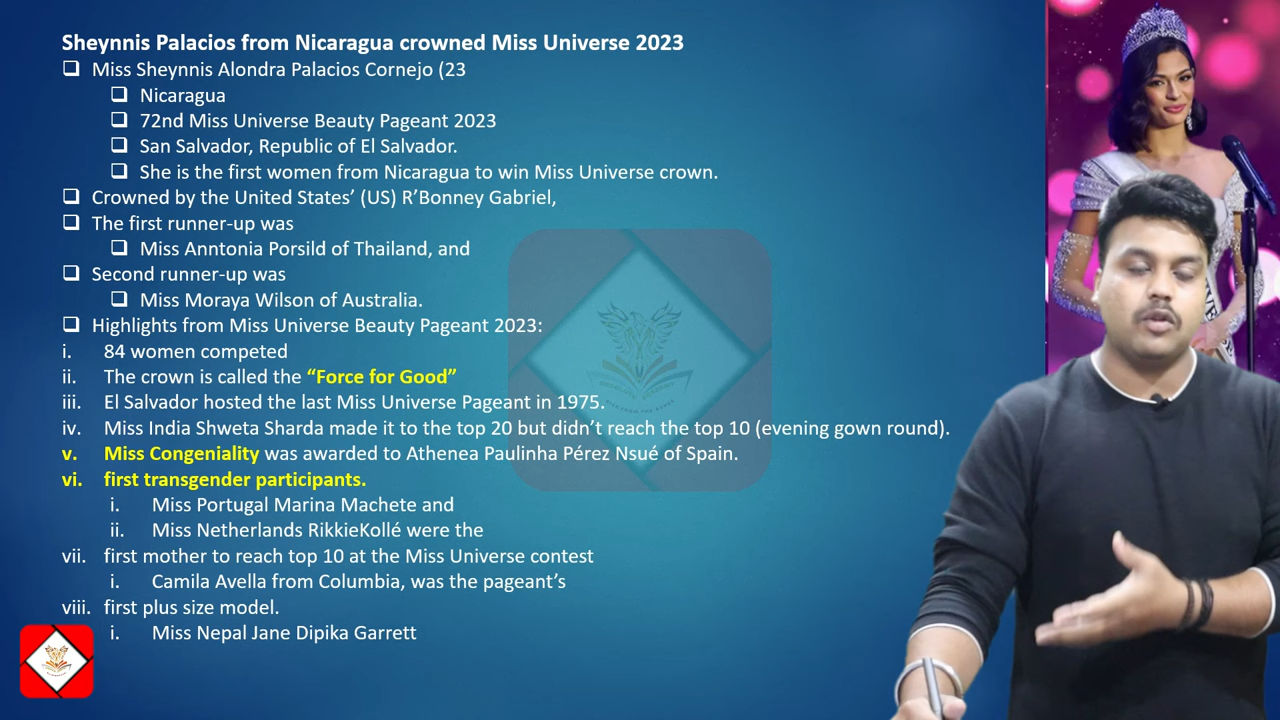 Sheynnis Palacios from Nicaragua crowned Miss Universe 2023
Miss Sheynnis Alondra Palacios Cornejo (23
Nicaragua
72nd Miss Universe Beauty Pageant 2023
San Salvador, Republic of El Salvador.
She is the first women from Nicaragua to win Miss Universe crown.
Crowned by the United States’ (US) R’Bonney Gabriel,
The first runner-up was
Miss Anntonia Porsild of Thailand, and
Second runner-up was
Miss Moraya Wilson of Australia.
Highlights from Miss Universe Beauty Pageant 2023:
i. 84 women competed
ii. The crown is called the “Force for Good”
iii. El Salvador hosted the last Miss Universe Pageant in 1975.
iv. Miss India Shweta Sharda made it to the top 20 but didn’t reach the top 10 (evening gown round).
v. Miss Congeniality was awarded to Athenea Paulinha Pérez Nsué of Spain.
vi. first transgender participants.
i. Miss Portugal Marina Machete and
ii. Miss Netherlands RikkieKollé were the
vii. first mother to reach top 10 at the Miss Universe contest
i. Camila Avella from Columbia, was the pageant’s
viii. first plus size model.
i. Miss Nepal Jane Dipika Garrett